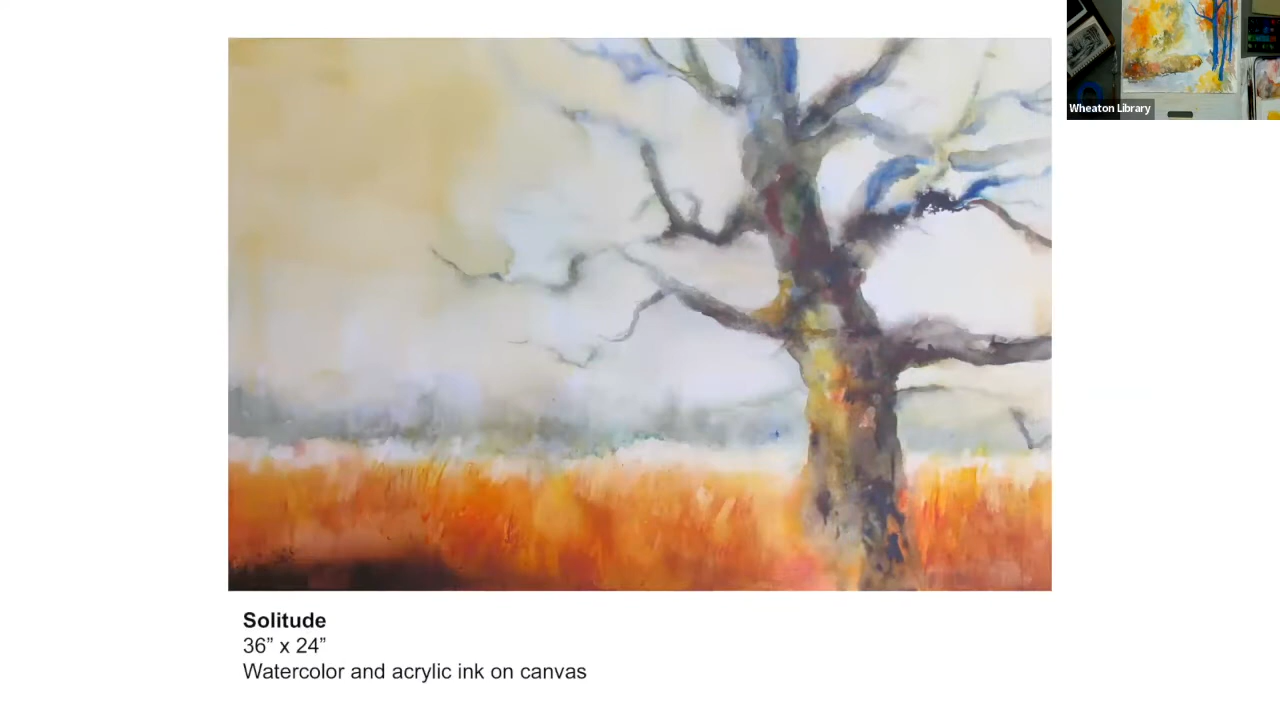 Wheaton Library
Solitude
36” x 24”
Watercolor and acrylic ink on canvas